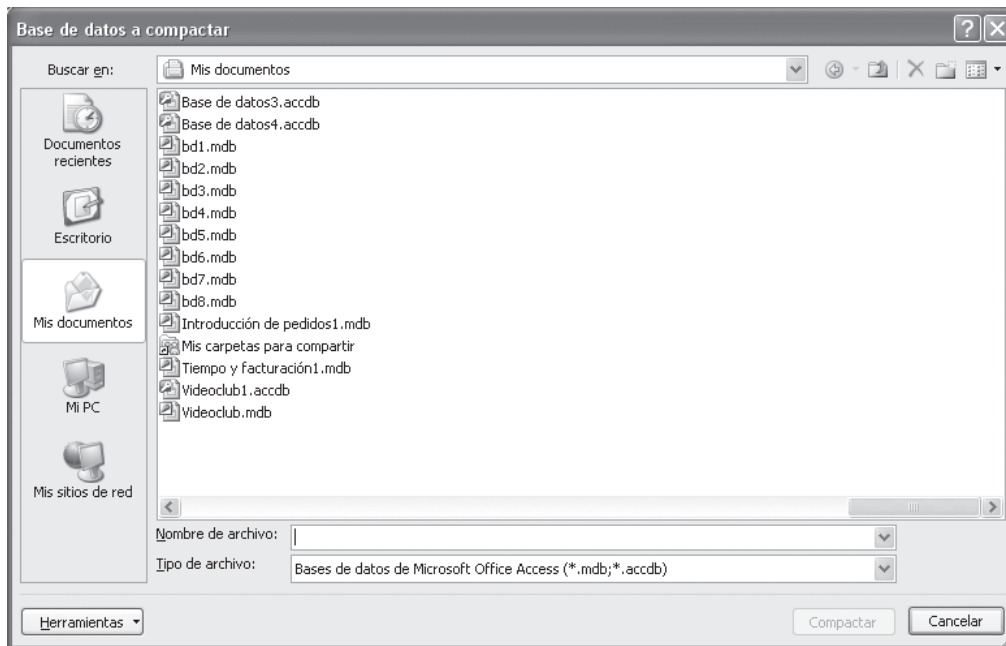 Base de datos a compactar
Buscar en:
Mis documentos
Documentos
recientes
Escritorio
Mis documentos
Mi PC
Mis sitios de red
Base de datos3.accdb
Base de datos4.accdb
bd1.mdb
bd2.mdb
bd3.mdb
bd4.mdb
bd5.mdb
bd6.mdb
bd7.mdb
bd8.mdb
Introducción de pedidos1.mdb
Mis carpetas para compartir
Tiempo y facturación1.mdb
Videoclub1.accdb
Videoclub.mdb
Nombre de archivo:
Tipo de archivo:
Bases de datos de Microsoft Office Access (*.mdb;*.accdb)
Herramientas
Compactar
Cancelar